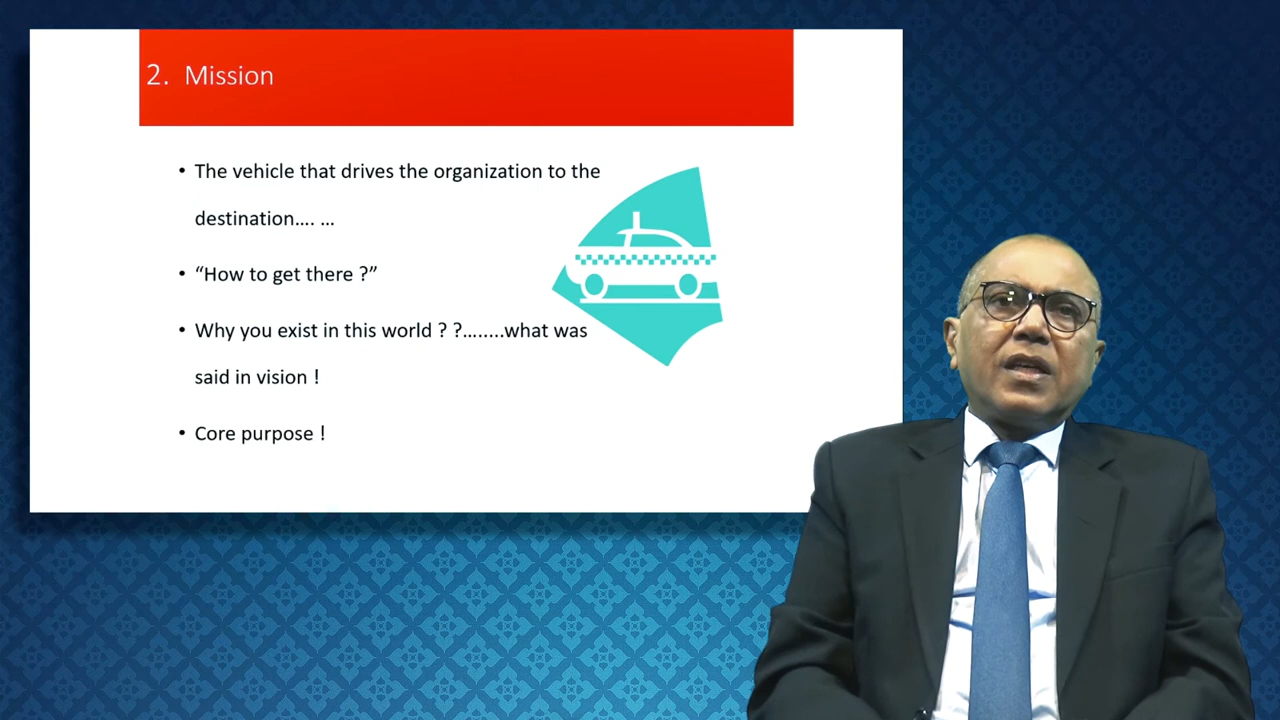 2. Mission
• The vehicle that drives the organization to the
destination.... ...
• “How to get there ?”
• Why you exist in this world ? ?........what was
said in vision !
• Core purpose !